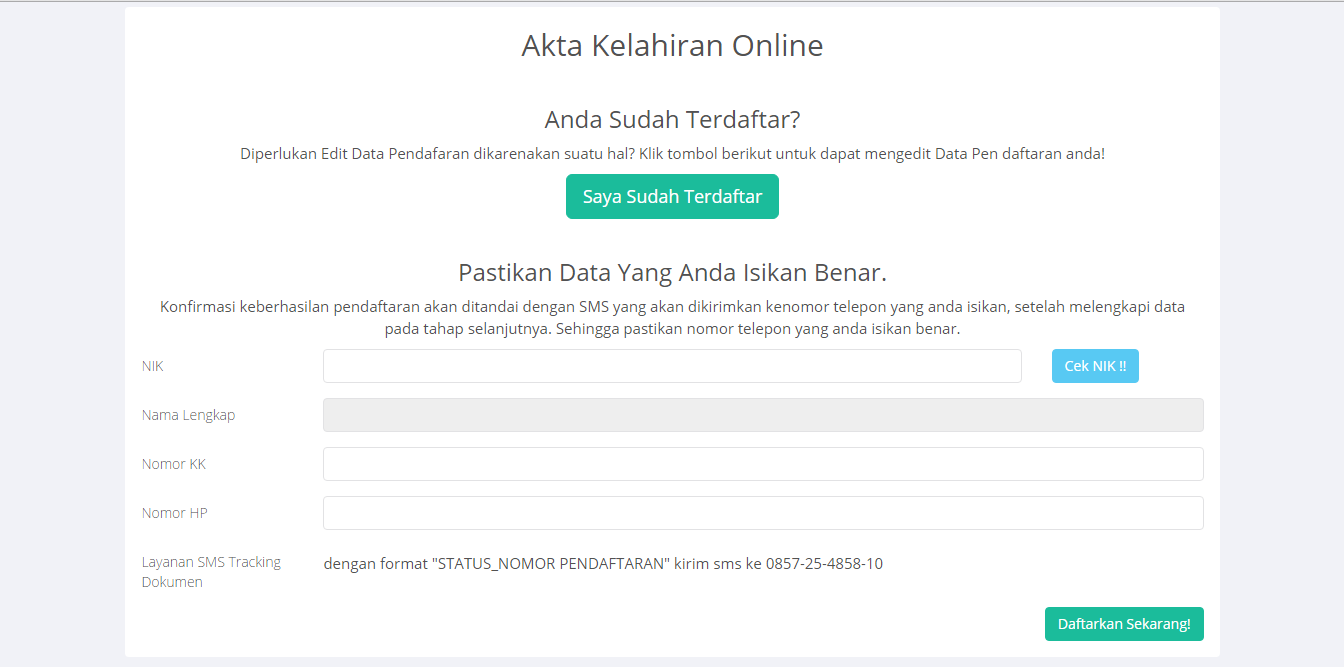 Akta Kelahiran Online
Anda Sudah Terdaftar?
Diperlukan Edit Data Pendafaran dikarenakan suatu hal? Klik tombol berikut untuk dapat mengedit Data Pen daftaran anda!
Saya Sudah Terdaftar
Pastikan Data Yang Anda Isikan Benar.
Konfirmasi keberhasilan pendaftaran akan ditandai dengan SMS yang akan dikirimkan kenomor telepon yang anda isikan, setelah melengkapi data
pada tahap selanjutnya. Sehingga pastikan nomor telepon yang anda isikan benar.
NIK
Cek NIK !!
Nama Lengkap
Nomor KK
Nomor HP
Layanan SMS Tracking
Dokumen
dengan format "STATUS_NOMOR PENDAFTARAN" kirim sms ke 0857-25-4858-10
Daftarkan Sekarang!